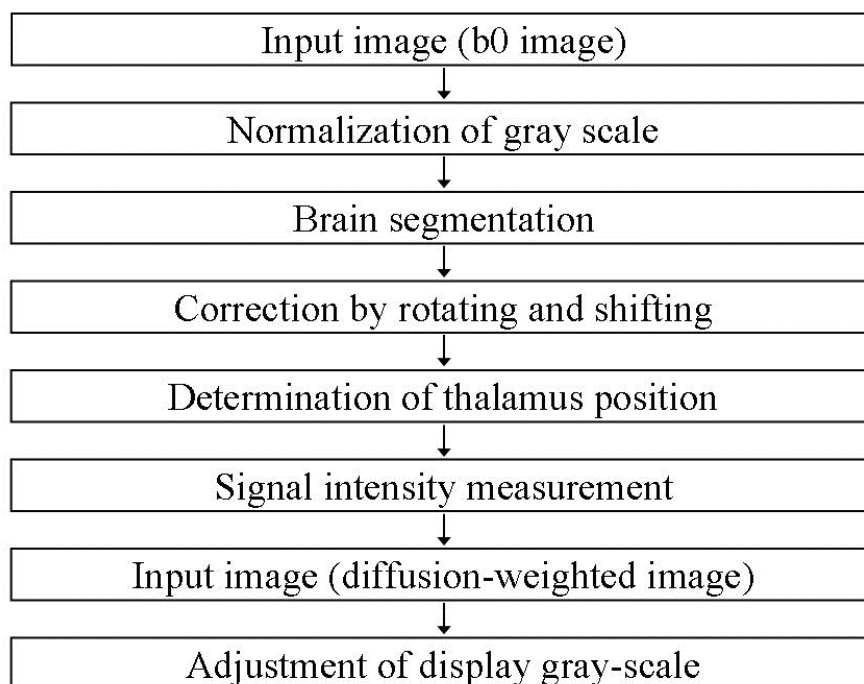 Input image (b0 image)
Normalization of gray scale
Brain segmentation
Correction by rotating and shifting
Determination of thalamus position
Signal intensity measurement
Input image (diffusion-weighted image)
Adjustment of display gray-scale